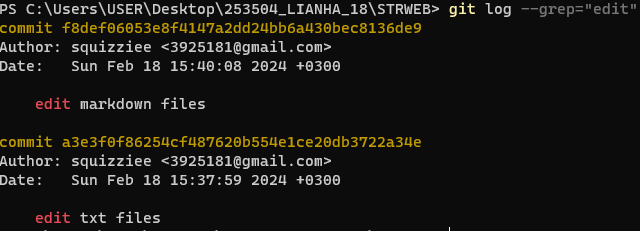 PS C:\Users\USER\Desktop\253504_LIANHA_18\STRWEB> git log --grep="edit"
commit f8def06053e8f4147a2dd24bb6a430bec8136de9
Author: squizziee <3925181@gmail.com>
Date:   Sun Feb 18 15:40:08 2024 +0300
edit markdown files
commit a3e3f0f86254cf487620b554e1ce20db3722a34e
Author: squizziee <3925181@gmail.com>
Date:   Sun Feb 18 15:37:59 2024 +0300
edit txt files